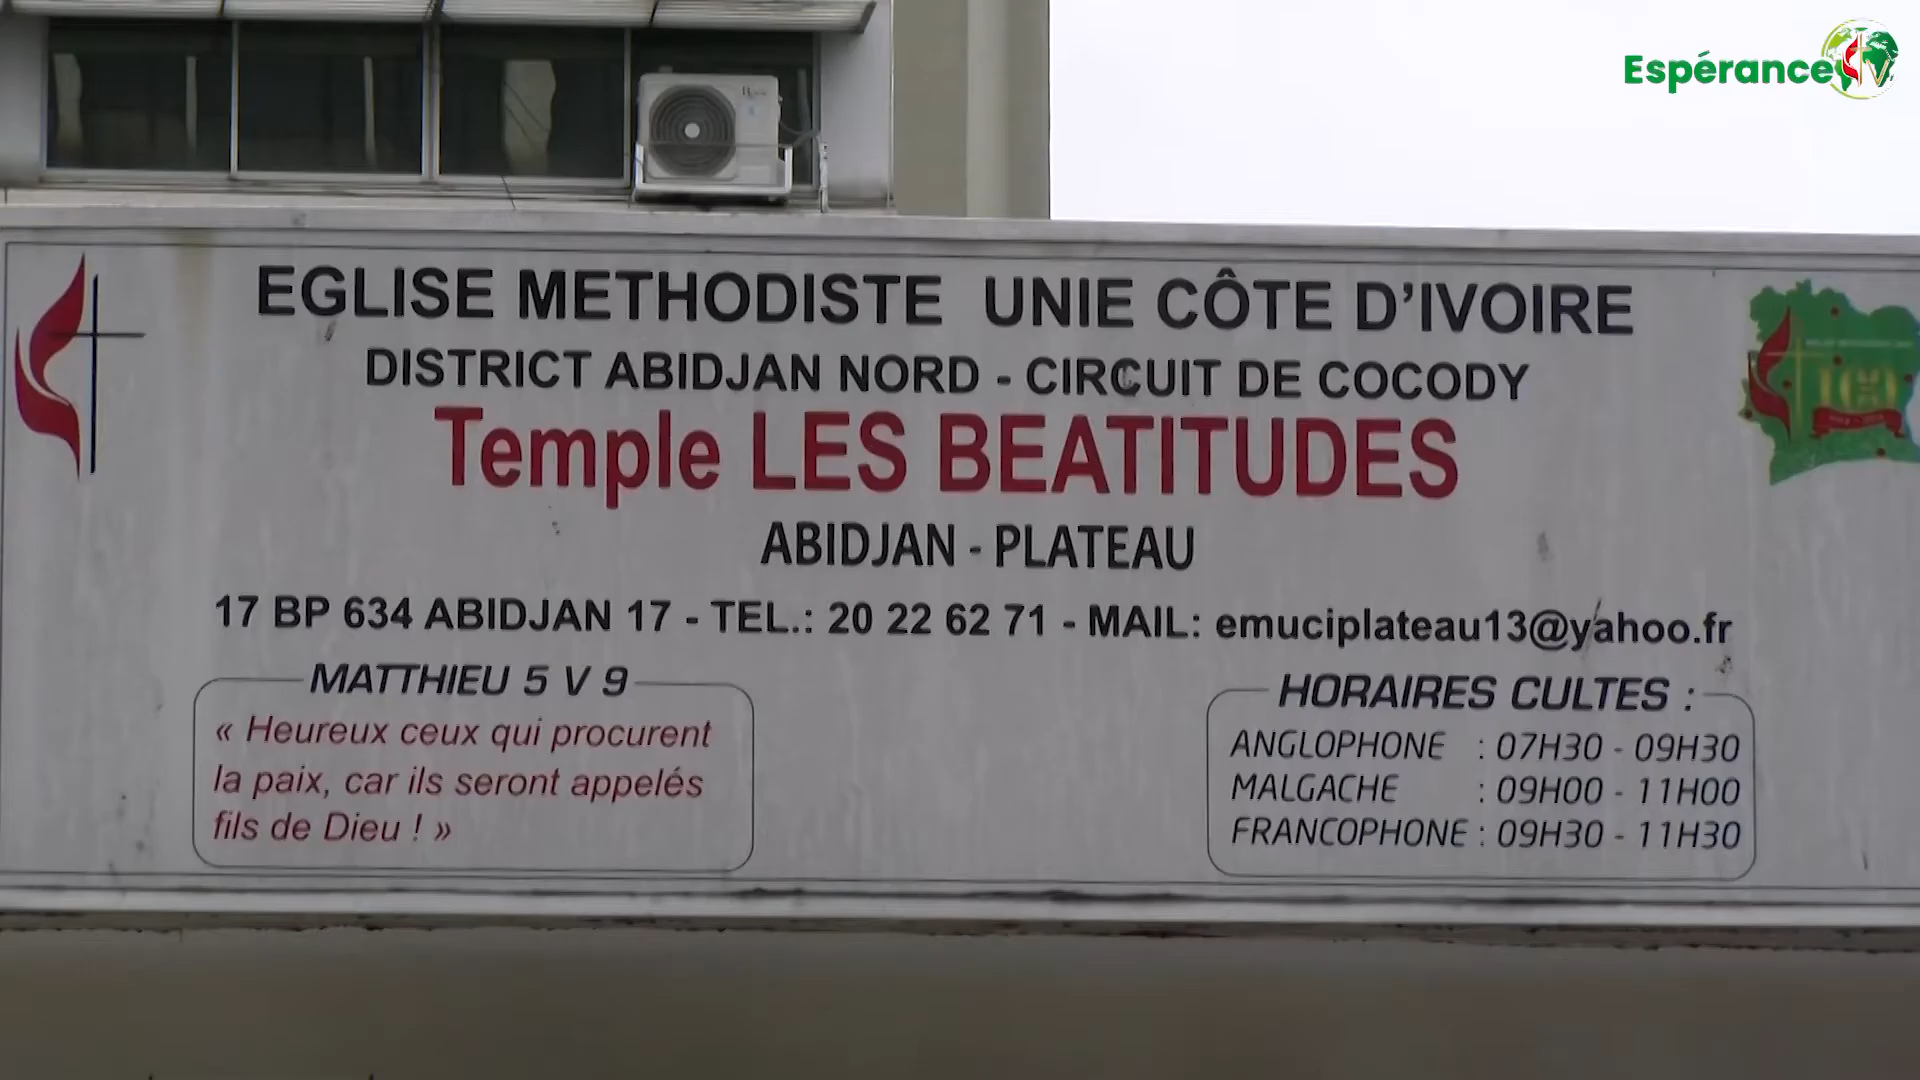 Espérance TV
EGLISE METHODISTE UNIE CÔTE D'IVOIRE
DISTRICT ABIDJAN NORD - CIRCUIT DE COCODY
Temple LES BEATITUDES
ABIDJAN - PLATEAU
17 BP 634 ABIDJAN 17 - TEL.: 20 22 62 71 - MAIL: emuciplateau13@yahoo.fr
MATTHIEU 5 V 9
« Heureux ceux qui procurent
la paix, car ils seront appelés
fils de Dieu ! »
HORAIRES CULTES :
ANGLOPHONE : 07H30 - 09H30
MALGACHE : 09H00 - 11H00
FRANCOPHONE : 09H30 - 11H30